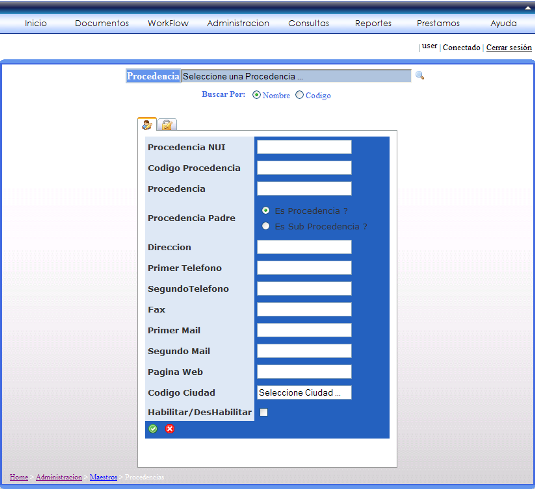 Inicio Documentos WorkFlow Administracion Consultas Reportes Prestamos Ayuda
| user | Conectado | Cerrar sesión
Procedencia Seleccione una Procedencia...
Buscar Por: Nombre Codigo
Procedencia NUI
Codigo Procedencia
Procedencia
Procedencia Padre
Es Procedencia ?
Es Sub Procedencia ?
Direccion
Primer Telefono
SegundoTelefono
Fax
Primer Mail
Segundo Mail
Pagina Web
Codigo Ciudad Seleccione Ciudad...
Habilitar/DesHabilitar
Home > Administracion > Maestros > Procedencias